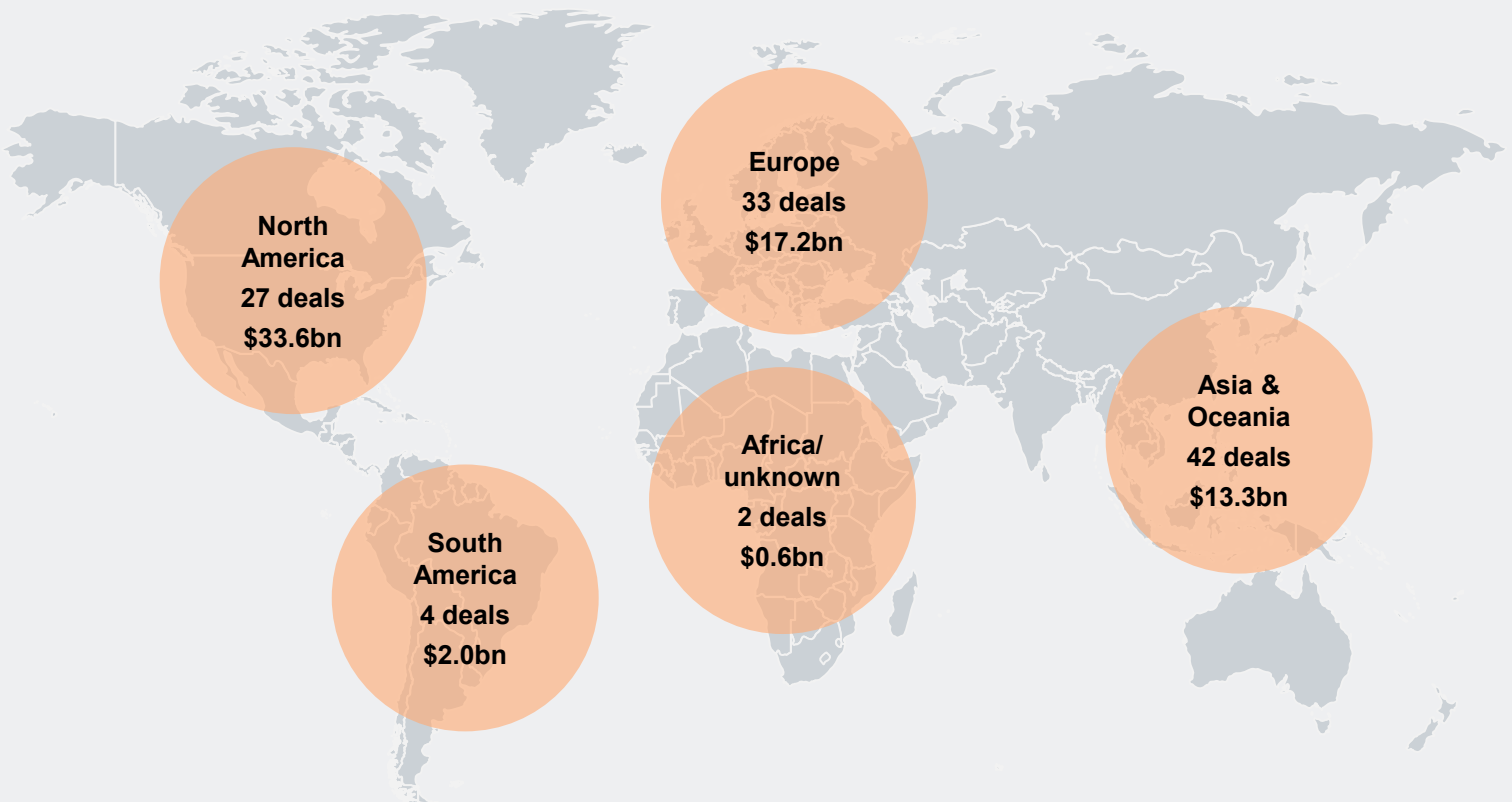 North
America
27 deals
$33.6bn
Europe
33 deals
$17.2bn
Asia &
Oceania
42 deals
$13.3bn
Africa/
unknown
2 deals
$0.6bn
South
America
4 deals
$2.0bn